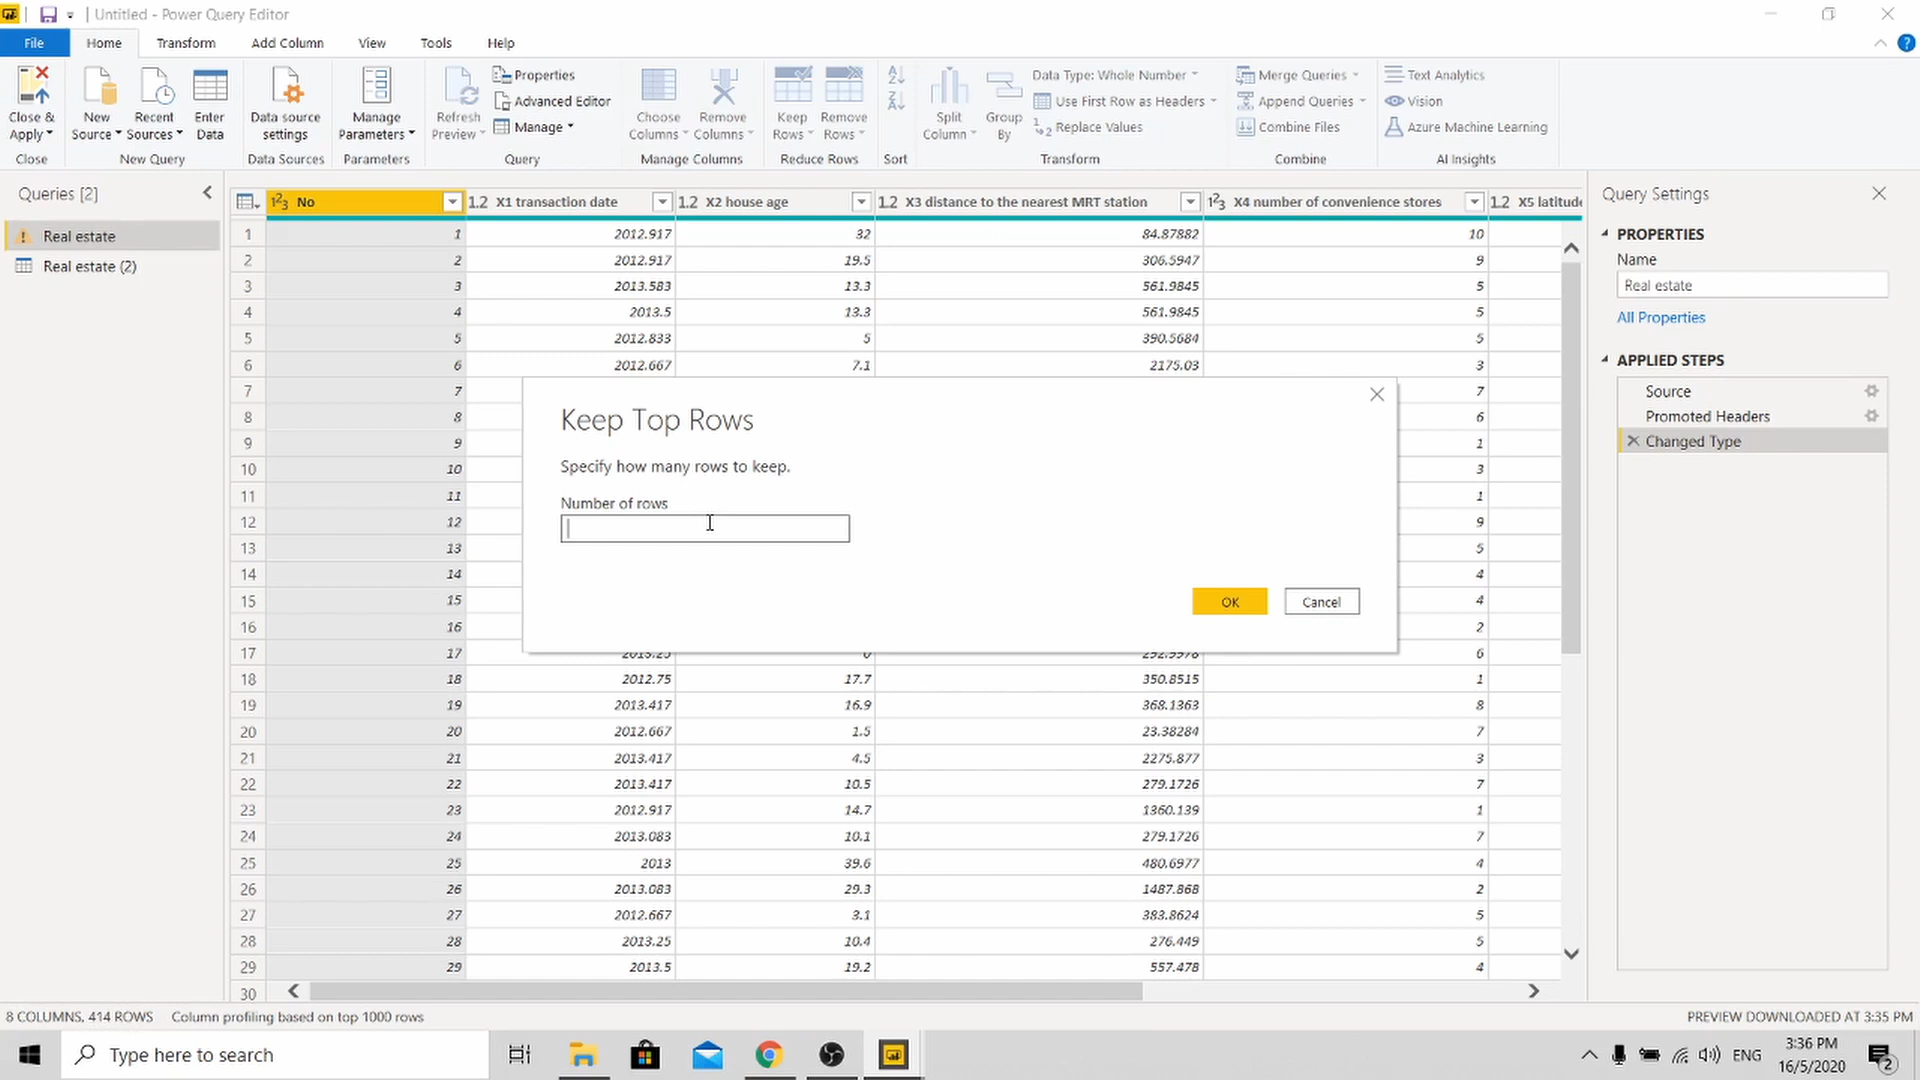 Untitled - Power Query Editor
File Home Transform Add Column View Tools Help
Close & Apply
New Source
Recent Sources
Enter Data
Data source settings
Manage Parameters
Refresh Preview
Properties
Advanced Editor
Manage
Choose Columns
Remove Columns
Keep Rows
Remove Rows
Split Column
Group By
Data Type: Whole Number
Use First Row as Headers
Replace Values
Merge Queries
Append Queries
Combine Files
Text Analytics
Vision
Azure Machine Learning
Close New Query Data Sources Parameters Query Manage Columns Reduce Rows Sort Transform Combine AI Insights
Queries [2]
Real estate
Real estate (2)
No 1.2 X1 transaction date 1.2 X2 house age 1.2 X3 distance to the nearest MRT station X4 number of convenience stores 1.2 X5 latitude
1 1 2012.917 32 84.87882 10
2 2 2012.917 19.5 306.5947 9
3 3 2013.583 13.3 561.9845 5
4 4 2013.5 13.3 561.9845 5
5 5 2012.833 5 390.5684 5
6 6 2012.667 7.1 2175.03 3
7 7 7
8 8 6
9 9 1
10 10 3
11 11 1
12 12 9
13 13 5
14 14 4
15 15 4
16 16 2
17 17 2013.25 0 292.9978 6
18 18 2012.75 17.7 350.8515 1
19 19 2013.417 16.9 368.1363 8
20 20 2012.667 1.5 23.38284 7
21 21 2013.417 4.5 2275.877 3
22 22 2013.417 10.5 279.1726 7
23 23 2012.917 14.7 1360.139 1
24 24 2013.083 10.1 279.1726 7
25 25 2013 39.6 480.6977 4
26 26 2013.083 29.3 1487.868 2
27 27 2012.667 3.1 383.8624 5
28 28 2013.25 10.4 276.449 5
29 29 2013.5 19.2 557.478 4
30
Keep Top Rows
Specify how many rows to keep.
Number of rows
OK Cancel
Query Settings
PROPERTIES
Name
Real estate
All Properties
APPLIED STEPS
Source
Promoted Headers
Changed Type
8 COLUMNS, 414 ROWS Column profiling based on top 1000 rows
PREVIEW DOWNLOADED AT 3:35 PM
Type here to search
ENG
3:36 PM
16/5/2020
2